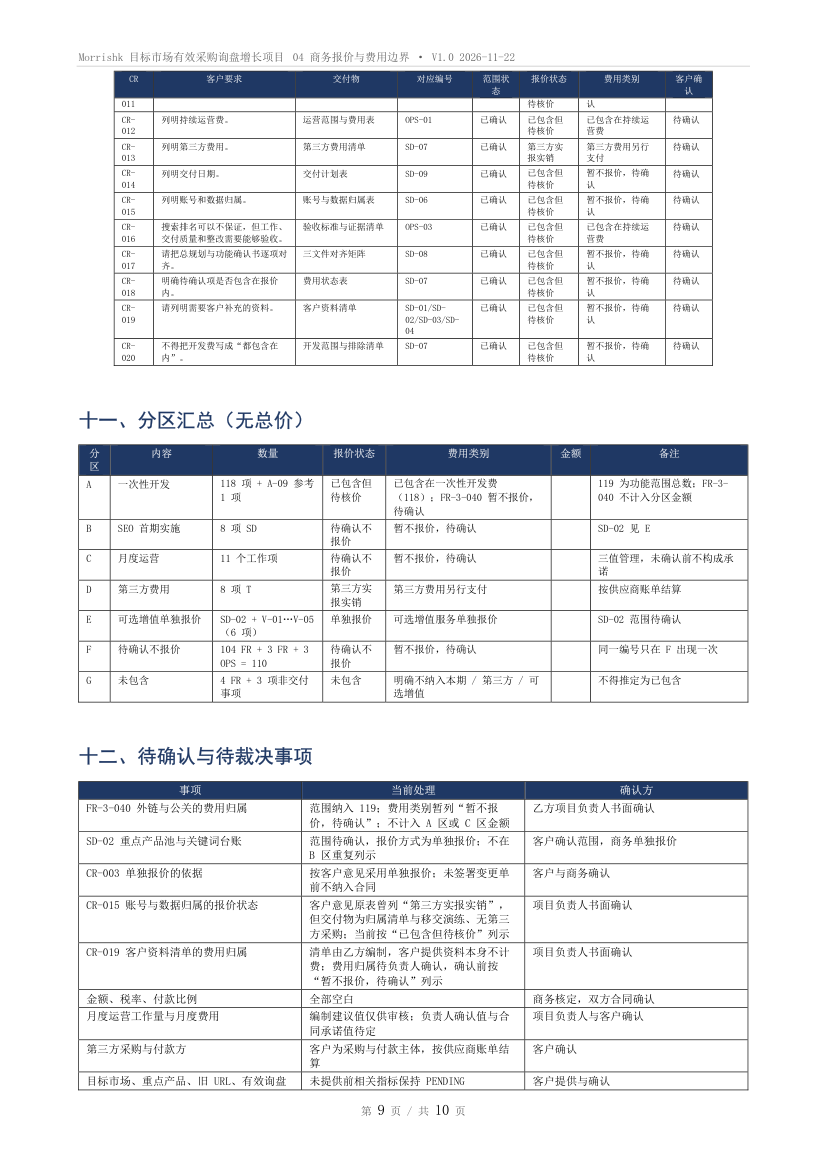 Morrishk 目标市场有效采购询盘增长项目 04 商务报价与费用边界 • V1.0 2026-11-22
CR 客户要求 交付物 对应编号 范围状 报价状态 费用类别 客户确
态 认
011 待核价 认
CR- 列明持续运营费。 运营范围与费用表 OPS-01 已确认 已包含但 已包含在持续运 待确认
012 待核价 营费
CR- 列明第三方费用。 第三方费用清单 SD-07 已确认 第三方实 第三方费用另行 待确认
013 报实销 支付
CR- 列明交付日期。 交付计划表 SD-09 已确认 已包含但 暂不报价，待确 待确认
014 待核价 认
CR- 列明账号和数据归属。 账号与数据归属表 SD-06 已确认 已包含但 暂不报价，待确 待确认
015 待核价 认
CR- 搜索排名可以不保证，但工作、 验收标准与证据清单 OPS-03 已确认 已包含但 已包含在持续运 待确认
016 交付质量和整改需要能够验收。 待核价 营费
CR- 请把总规划与功能确认书逐项对 三文件对齐矩阵 SD-08 已确认 已包含但 暂不报价，待确 待确认
017 齐。 待核价 认
CR- 明确待确认项是否包含在报价 费用状态表 SD-07 已确认 已包含但 暂不报价，待确 待确认
018 内。 待核价 认
CR- 请列明需要客户补充的资料。 客户资料清单 SD-01/SD- 已确认 已包含但 暂不报价，待确 待确认
019 02/SD-03/SD- 待核价 认
04
CR- 不得把开发费写成“都包含在 开发范围与排除清单 SD-07 已确认 已包含但 暂不报价，待确 待确认
020 内”。 待核价 认
十一、分区汇总（无总价）
分 内容 数量 报价状态 费用类别 金额 备注
区
A 一次性开发 118 项 + A-09 参考 已包含但 已包含在一次性开发费 119 为功能范围总数；FR-3-
1 项 待核价 （118）；FR-3-040 暂不报价， 040 不计入分区金额
待确认
B SEO 首期实施 8 项 SD 待确认不 暂不报价，待确认 SD-02 见 E
报价
C 月度运营 11 个工作项 待确认不 暂不报价，待确认 三值管理，未确认前不构成承
报价 诺
D 第三方费用 8 项 T 第三方实 第三方费用另行支付 按供应商账单结算
报实销
E 可选增值单独报价 SD-02 + V-01…V-05 单独报价 可选增值服务单独报价 SD-02 范围待确认
（6 项）
F 待确认不报价 104 FR + 3 FR + 3 待确认不 暂不报价，待确认 同一编号只在 F 出现一次
OPS = 110 报价
G 未包含 4 FR + 3 项非交付 未包含 明确不纳入本期 / 第三方 / 可 不得推定为已包含
事项 选增值
十二、待确认与待裁决事项
事项 当前处理 确认方
FR-3-040 外链与公关的费用归属 范围纳入 119；费用类别暂列“暂不报 乙方项目负责人书面确认
价，待确认”；不计入 A 区或 C 区金额
SD-02 重点产品池与关键词台账 范围待确认，报价方式为单独报价；不在 客户确认范围，商务单独报价
B 区重复列示
CR-003 单独报价的依据 按客户意见采用单独报价；未签署变更单 客户与商务确认
前不纳入合同
CR-015 账号与数据归属的报价状态 客户意见原表曾列“第三方实报实销”， 项目负责人书面确认
但交付物为归属清单与移交演练、无第三
方采购；当前按“已包含但待核价”列示
CR-019 客户资料清单的费用归属 清单由乙方编制，客户提供资料本身不计 项目负责人书面确认
费；费用归属待负责人确认，确认前按
“暂不报价，待确认”列示
金额、税率、付款比例 全部空白 商务核定，双方合同确认
月度运营工作量与月度费用 编制建议值仅供审核；负责人确认值与合 项目负责人与客户确认
同承诺值待定
第三方采购与付款方 客户为采购与付款主体，按供应商账单结 客户确认
算
目标市场、重点产品、旧 URL、有效询盘 未提供前相关指标保持 PENDING 客户提供与确认
第 9 页 / 共 10 页